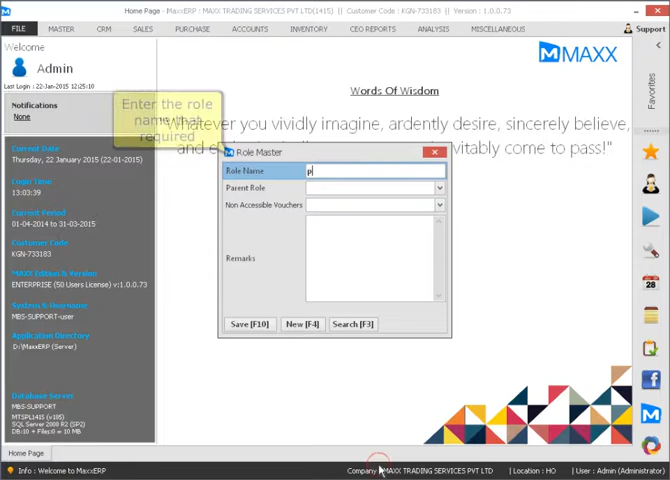 Home Page - MaxxERP : MAXX TRADING SERVICES PVT LTD(1415) || Customer Code : KGN-733183 || Version : 1.0.0.73
FILE MASTER CRM SALES PURCHASE ACCOUNTS INVENTORY CEO REPORTS ANALYSIS MISCELLANEOUS Support
Welcome
Admin
Last Login : 22-Jan-2015 12:25:10
MAXX
Favorites
Notifications
None
Enter the role
name that
required
Words Of Wisdom
"Whatever you vividly imagine, ardently desire, sincerely believe,
and e
vitably come to pass!"
Current Date
Thursday, 22 January 2015 (22-01-2015)
Login Time
13:03:39
Current Period
01-04-2014 to 31-03-2015
Customer Code
KGN-733183
MAXX Edition & Version
ENTERPRISE (50 Users License) v:1.0.0.73
System & Username
MBS-SUPPORT-user
Application Directory
D:\MaxxERP (Server)
Database Server
MBS-SUPPORT
MTSPL1415 (v185)
SQL Server 2008 R2 (SP2)
DB:10 + Files:0 = 10 MB
Role Master
Role Name p
Parent Role
Non Accessible Vouchers
Remarks
Save [F10] New [F4] Search [F3]
28
Home Page
Info : Welcome to MaxxERP Company : MAXX TRADING SERVICES PVT LTD | Location : HO | User : Admin (Administrator)